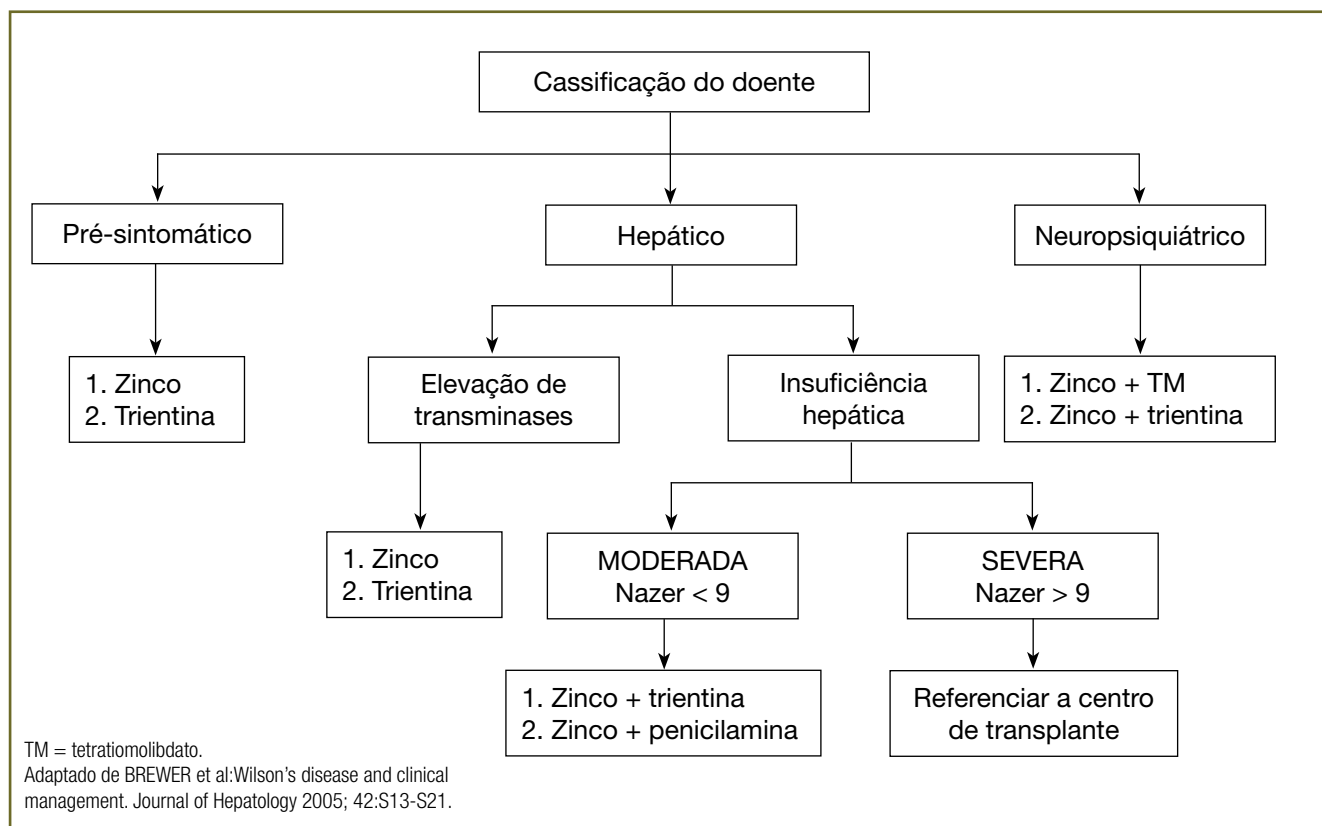 Cassificação do doente
Pré-sintomático
Hepático
Neuropsiquiátrico
1. Zinco
2. Trientina
Elevação de
transminases
Insuficiência
hepática
1. Zinco + TM
2. Zinco + trientina
1. Zinco
2. Trientina
MODERADA
Nazer < 9
SEVERA
Nazer > 9
1. Zinco + trientina
2. Zinco + penicilamina
Referenciar a centro
de transplante
TM = tetratiomolibdato.
Adaptado de BREWER et al:Wilson’s disease and clinical
management. Journal of Hepatology 2005; 42:S13-S21.